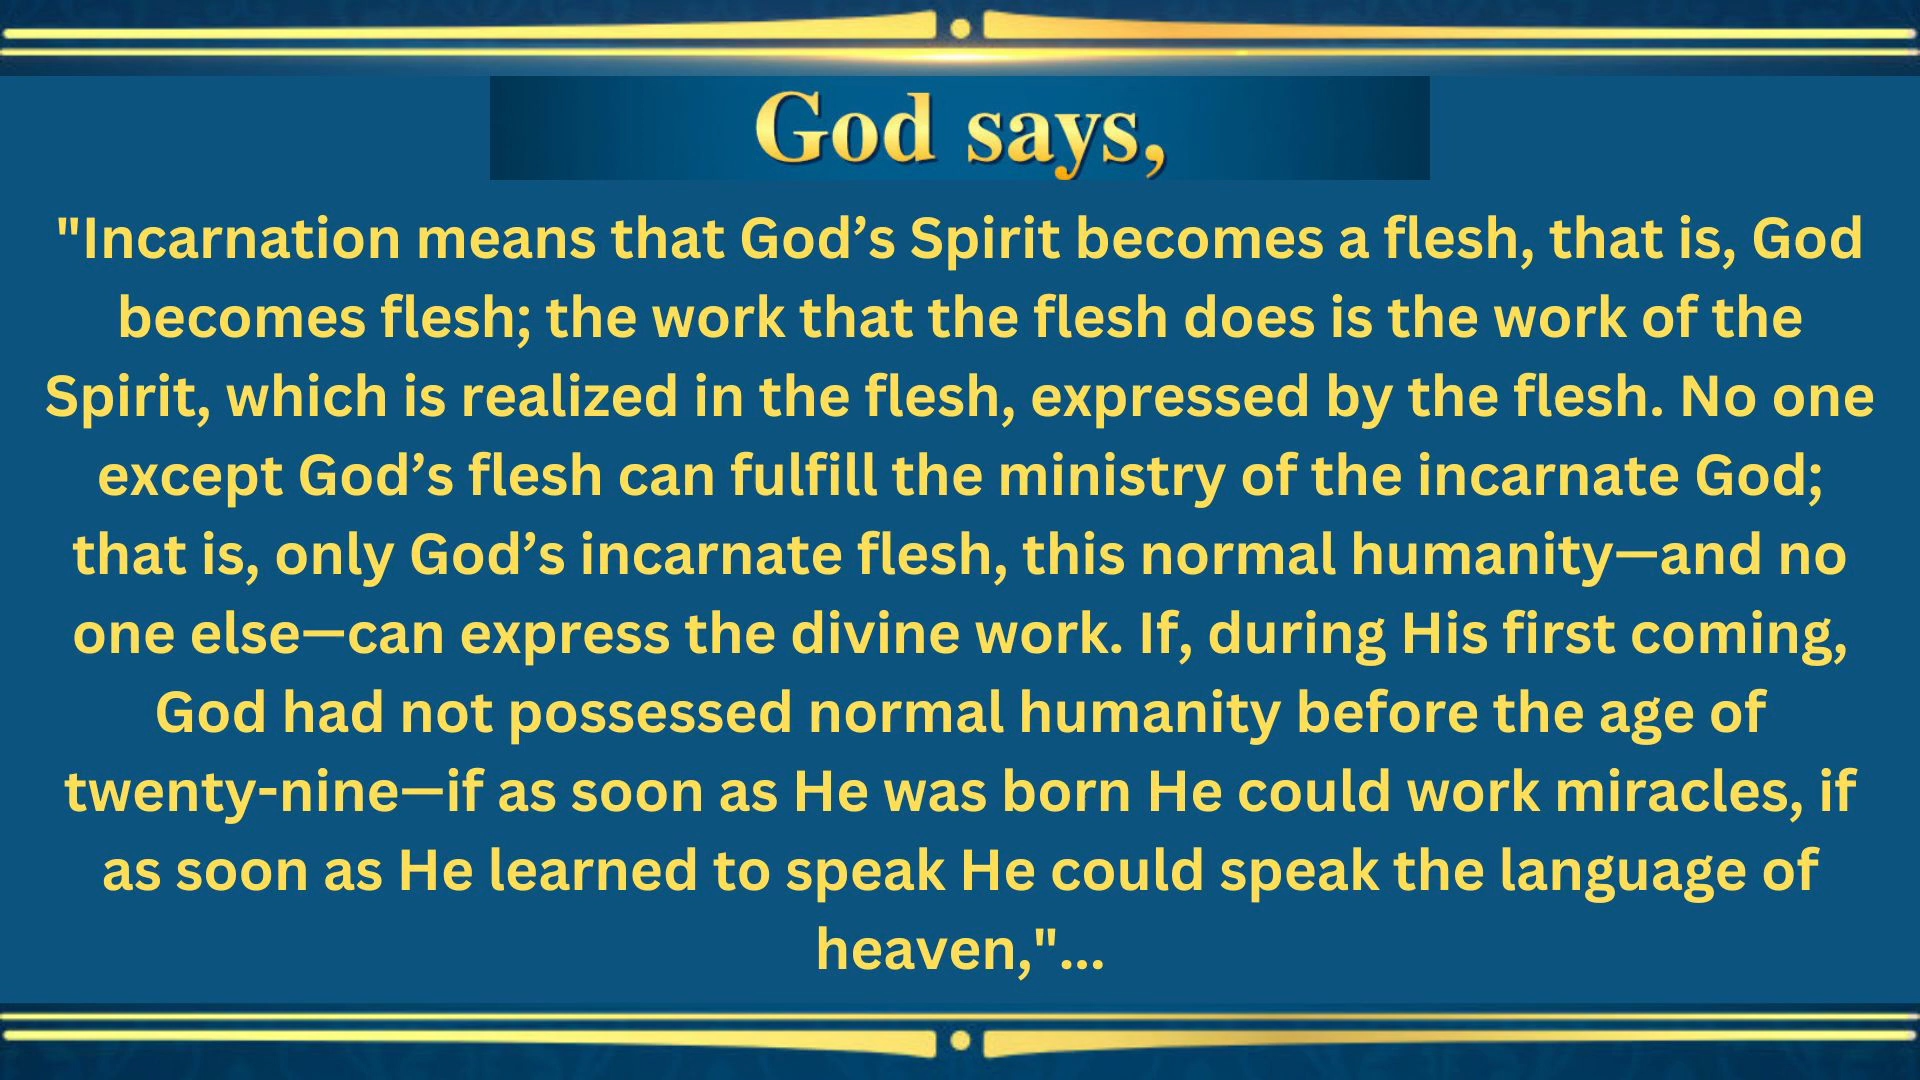 God says,
"Incarnation means that God’s Spirit becomes a flesh, that is, God
becomes flesh; the work that the flesh does is the work of the
Spirit, which is realized in the flesh, expressed by the flesh. No one
except God’s flesh can fulfill the ministry of the incarnate God;
that is, only God’s incarnate flesh, this normal humanity—and no
one else—can express the divine work. If, during His first coming,
God had not possessed normal humanity before the age of
twenty-nine—if as soon as He was born He could work miracles, if
as soon as He learned to speak He could speak the language of
heaven,"...